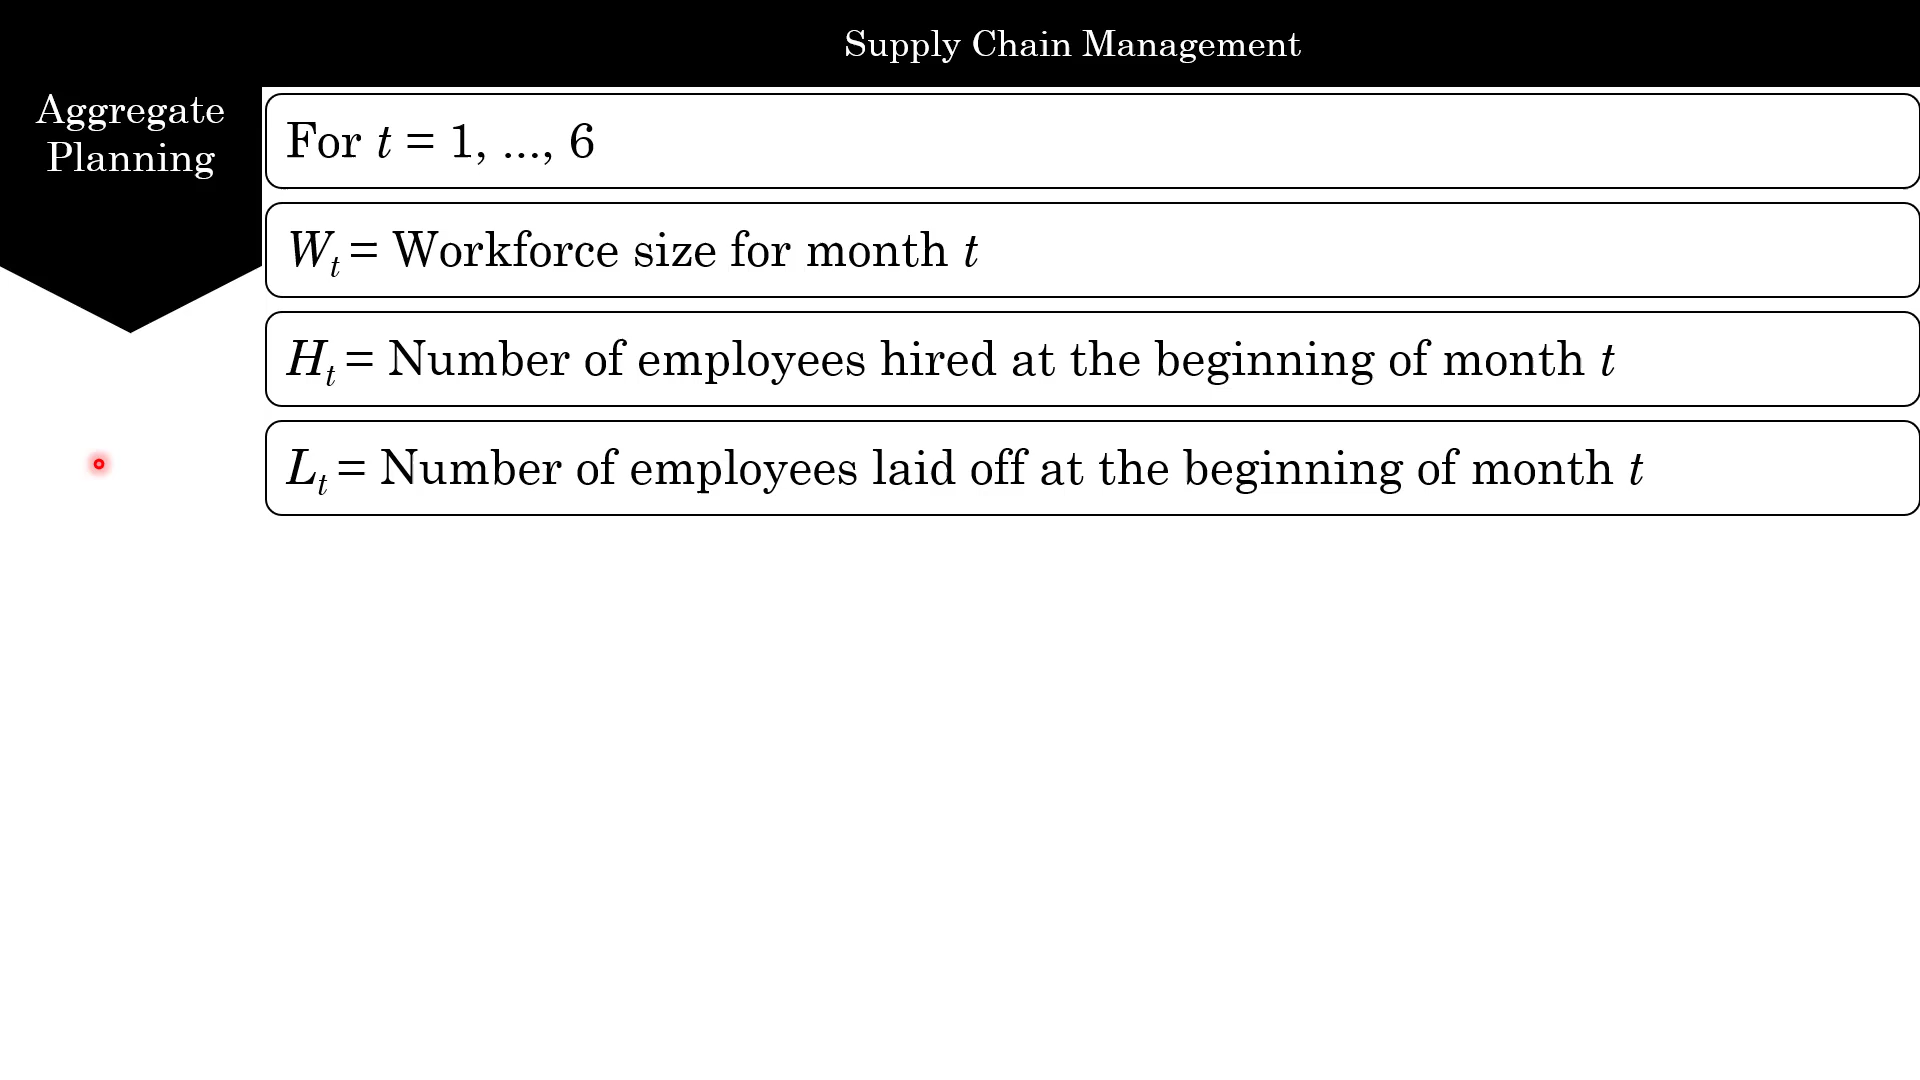 Supply Chain Management
Aggregate
Planning
For t = 1, ..., 6
Wt = Workforce size for month t
Ht = Number of employees hired at the beginning of month t
Lt = Number of employees laid off at the beginning of month t